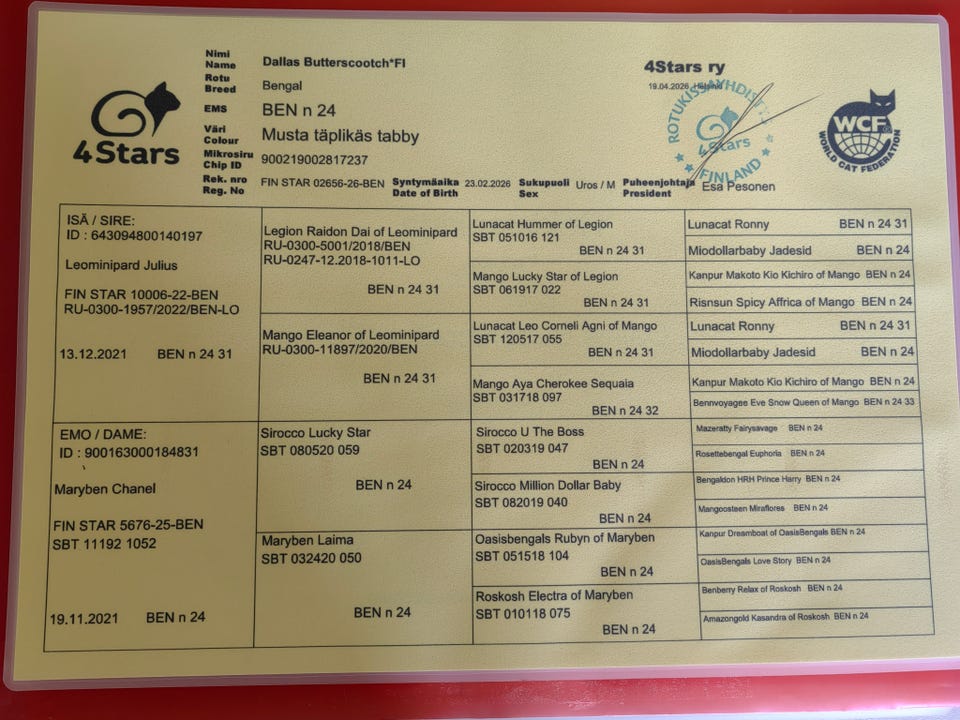 Nimi
Name
Dallas Butterscootch*FI
Rotu
Breed
Bengal
EMS
BEN n 24
Väri
Colour
Musta täplikäs tabby
Mikrosiru
Chip ID
900219002817237
Rek. nro
Reg. No
FIN STAR 02656-26-BEN
Syntymäaika
Date of Birth
23.02.2026
Sukupuoli
Sex
Uros / M
Puheenjohtaja
President
Esa Pesonen
4Stars
4Stars ry
19.04.2026 Helsinki
ROTUKISSAYHDISTYS
4Stars
FINLAND
WCF
WORLD CAT FEDERATION
ISÄ / SIRE:
ID : 643094800140197
Leominipard Julius
FIN STAR 10006-22-BEN
RU-0300-1957/2022/BEN-LO
13.12.2021 BEN n 24 31
Legion Raidon Dai of Leominipard
RU-0300-5001/2018/BEN
RU-0247-12.2018-1011-LO
BEN n 24 31
Mango Eleanor of Leominipard
RU-0300-11897/2020/BEN
BEN n 24 31
Lunacat Hummer of Legion
SBT 051016 121
BEN n 24 31
Mango Lucky Star of Legion
SBT 061917 022
BEN n 24 31
Lunacat Leo Corneli Agni of Mango
SBT 120517 055
BEN n 24 31
Mango Aya Cherokee Sequaia
SBT 031718 097
BEN n 24 32
Lunacat Ronny BEN n 24 31
Miodollarbaby Jadesid BEN n 24
Kanpur Makoto Kio Kichiro of Mango BEN n 24
Risnsun Spicy Affrica of Mango BEN n 24
Lunacat Ronny BEN n 24 31
Miodollarbaby Jadesid BEN n 24
Kanpur Makoto Kio Kichiro of Mango BEN n 24
Bennvoyagee Eve Snow Queen of Mango BEN n 24 33
EMO / DAME:
ID : 900163000184831
Maryben Chanel
FIN STAR 5676-25-BEN
SBT 11192 1052
19.11.2021 BEN n 24
Sirocco Lucky Star
SBT 080520 059
BEN n 24
Maryben Laima
SBT 032420 050
BEN n 24
Sirocco U The Boss
SBT 020319 047
BEN n 24
Sirocco Million Dollar Baby
SBT 082019 040
BEN n 24
Oasisbengals Rubyn of Maryben
SBT 051518 104
BEN n 24
Roskosh Electra of Maryben
SBT 010118 075
BEN n 24
Mazeratty Fairysavage BEN n 24
Rosettebengal Euphoria BEN n 24
Bengaldon HRH Prince Harry BEN n 24
Mangoosteen Miraflores BEN n 24
Kanpur Dreamboat of OasisBengals BEN n 24
OasisBengals Love Story BEN n 24
Benberry Relax of Roskosh BEN n 24
Amazongold Kasandra of Roskosh BEN n 24